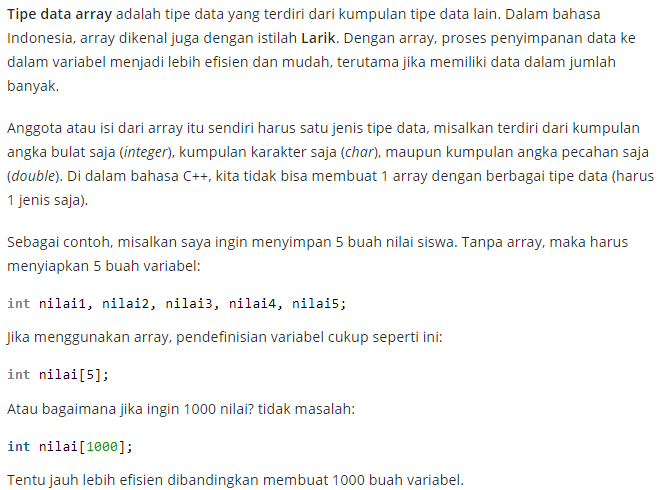 Tipe data array adalah tipe data yang terdiri dari kumpulan tipe data lain. Dalam bahasa
Indonesia, array dikenal juga dengan istilah Larik. Dengan array, proses penyimpanan data ke
dalam variabel menjadi lebih efisien dan mudah, terutama jika memiliki data dalam jumlah
banyak.
Anggota atau isi dari array itu sendiri harus satu jenis tipe data, misalkan terdiri dari kumpulan
angka bulat saja (integer), kumpulan karakter saja (char), maupun kumpulan angka pecahan saja
(double). Di dalam bahasa C++, kita tidak bisa membuat 1 array dengan berbagai tipe data (harus
1 jenis saja).
Sebagai contoh, misalkan saya ingin menyimpan 5 buah nilai siswa. Tanpa array, maka harus
menyiapkan 5 buah variabel:
int nilai1, nilai2, nilai3, nilai4, nilai5;
Jika menggunakan array, pendefinisian variabel cukup seperti ini:
int nilai[5];
Atau bagaimana jika ingin 1000 nilai? tidak masalah:
int nilai[1000];
Tentu jauh lebih efisien dibandingkan membuat 1000 buah variabel.